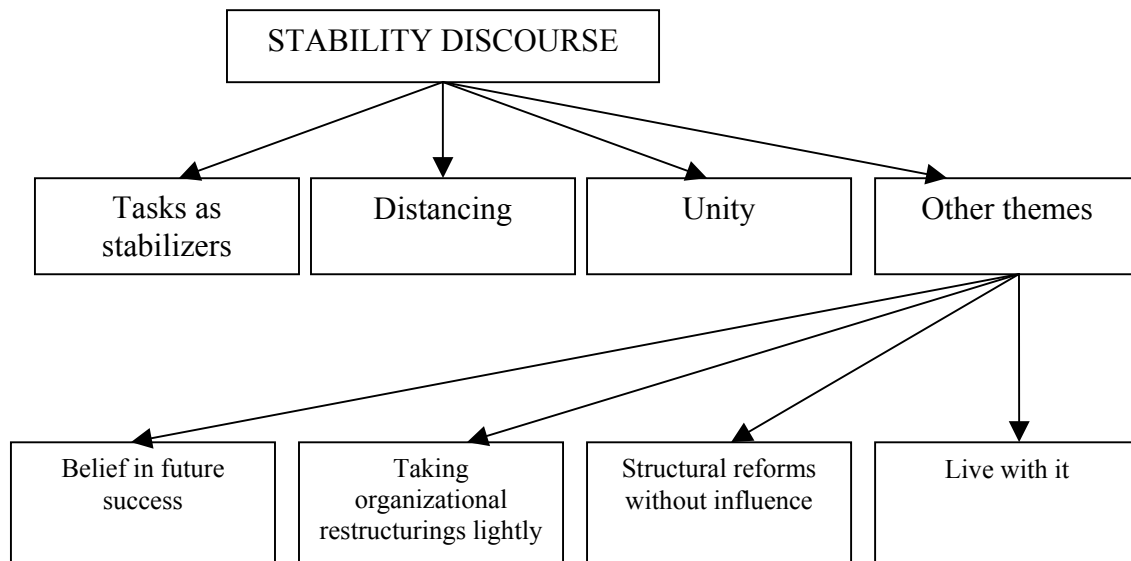 STABILITY DISCOURSE
Tasks as
stabilizers
Distancing
Unity
Other themes
Belief in future
success
Taking
organizational
restructurings lightly
Structural reforms
without influence
Live with it